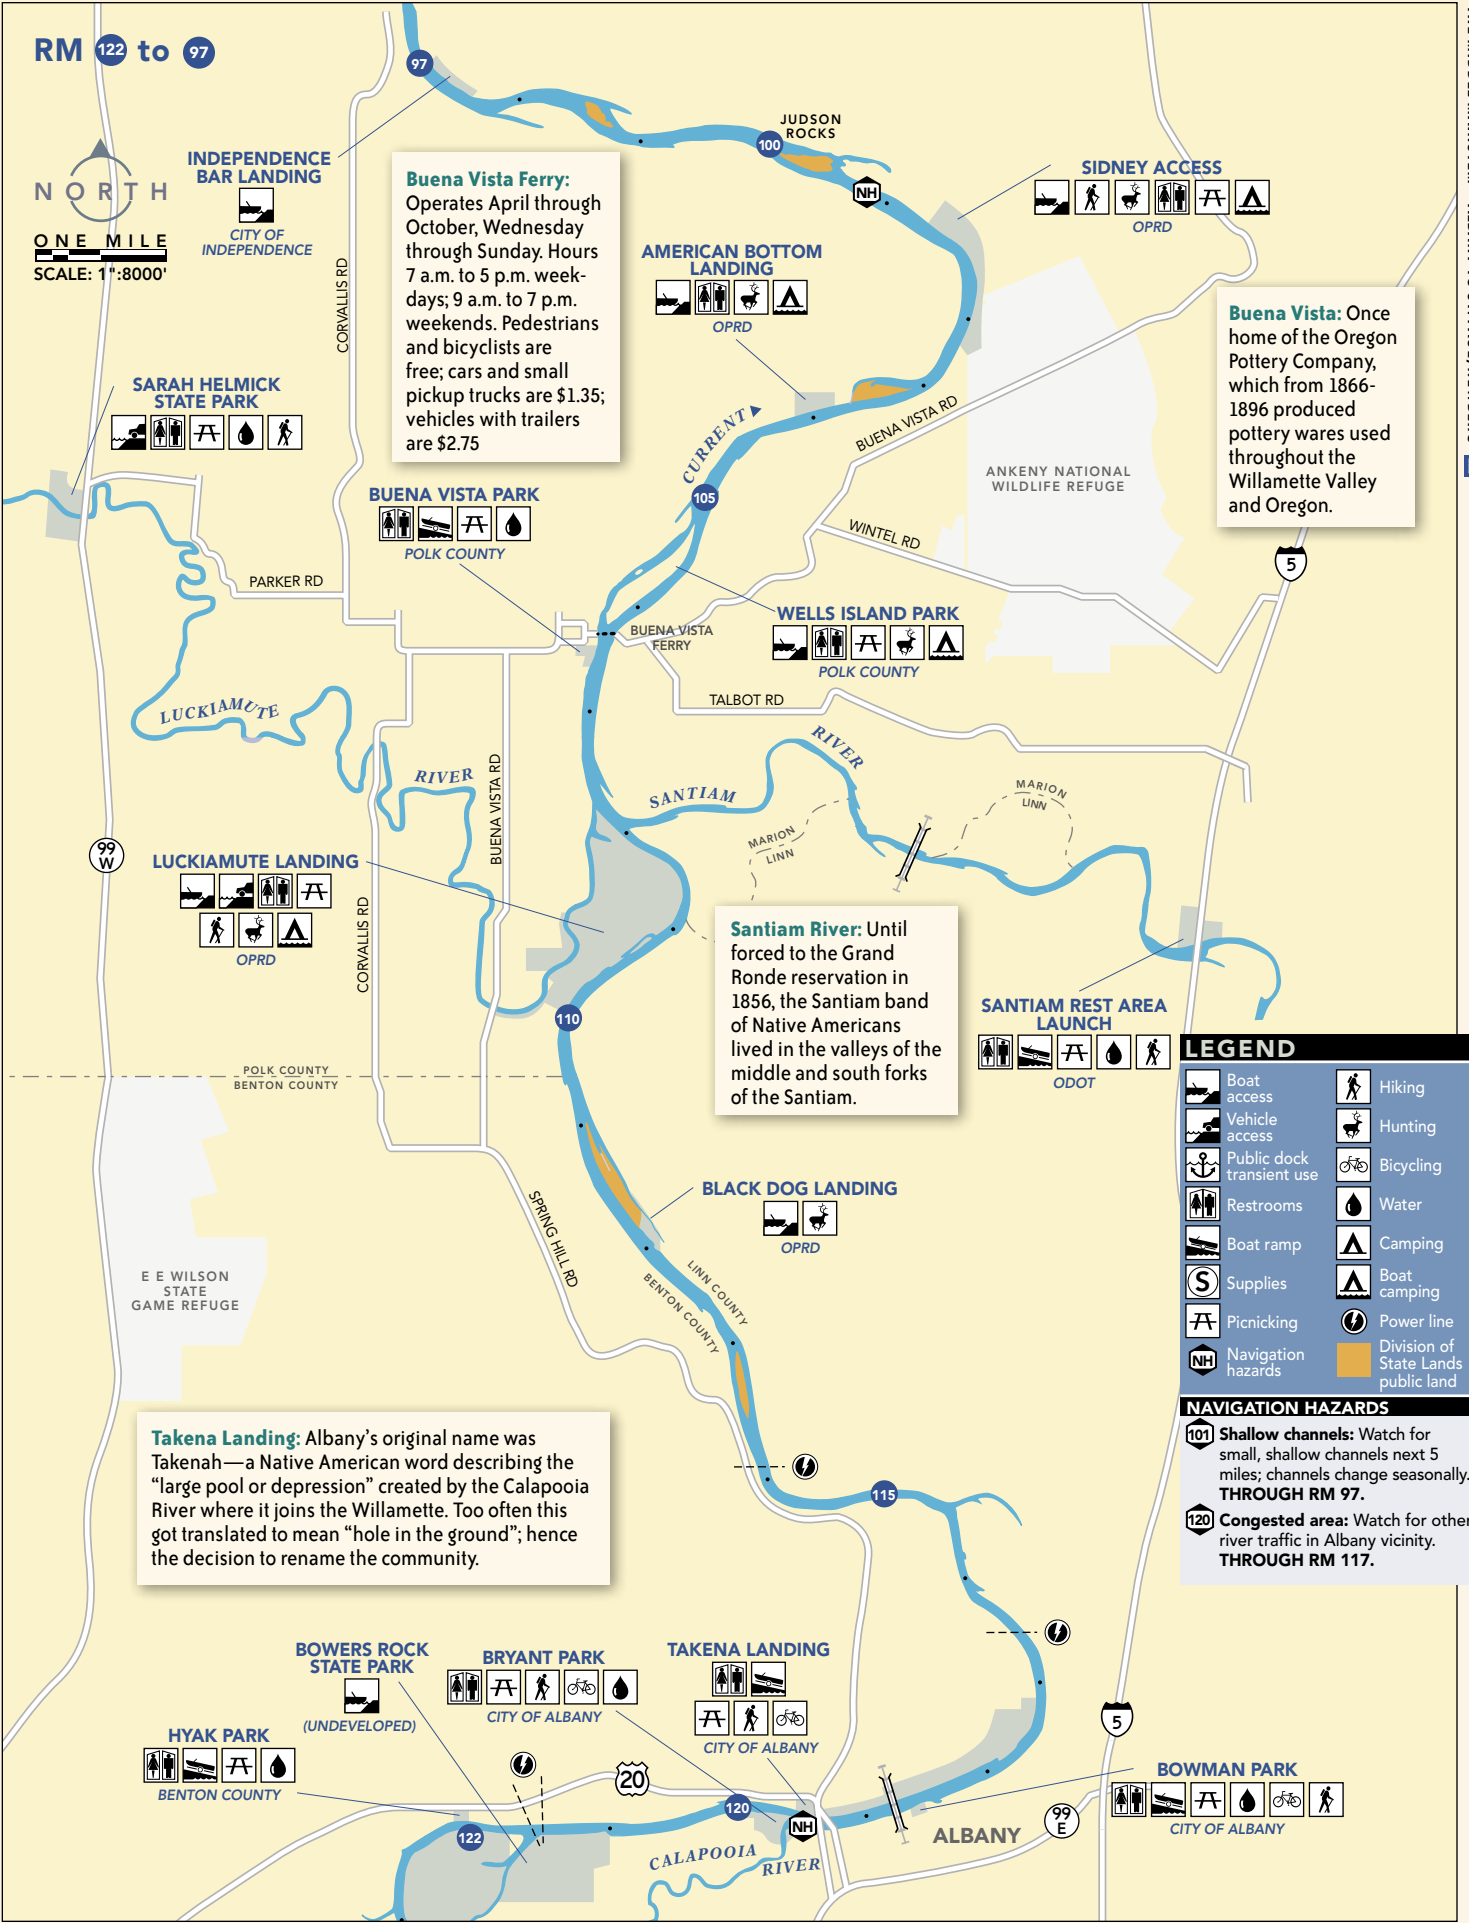 RM 122 to 97
97
JUDSON
ROCKS
100
NH
INDEPENDENCE
BAR LANDING
CITY OF
INDEPENDENCE
NORTH
ONE MILE
SCALE: 1":8000'
CORVALLIS RD
Buena Vista Ferry:
Operates April through
October, Wednesday
through Sunday. Hours
7 a.m. to 5 p.m. week-
days; 9 a.m. to 7 p.m.
weekends. Pedestrians
and bicyclists are
free; cars and small
pickup trucks are $1.35;
vehicles with trailers
are $2.75
SIDNEY ACCESS
OPRD
AMERICAN BOTTOM
LANDING
OPRD
Buena Vista: Once
home of the Oregon
Pottery Company,
which from 1866-
1896 produced
pottery wares used
throughout the
Willamette Valley
and Oregon.
SARAH HELMICK
STATE PARK
CURRENT
BUENA VISTA RD
ANKENY NATIONAL
WILDLIFE REFUGE
105
BUENA VISTA PARK
POLK COUNTY
WINTEL RD
5
PARKER RD
WELLS ISLAND PARK
POLK COUNTY
BUENA VISTA
FERRY
TALBOT RD
LUCKIAMUTE
RIVER
SANTIAM
RIVER
BUENA VISTA RD
MARION
LINN
MARION
LINN
99
W
LUCKIAMUTE LANDING
OPRD
CORVALLIS RD
Santiam River: Until
forced to the Grand
Ronde reservation in
1856, the Santiam band
of Native Americans
lived in the valleys of the
middle and south forks
of the Santiam.
110
SANTIAM REST AREA
LAUNCH
ODOT
POLK COUNTY
BENTON COUNTY
LEGEND
Boat
access
Vehicle
access
Public dock
transient use
Restrooms
Boat ramp
S
Supplies
Picnicking
NH
Navigation
hazards
Hiking
Hunting
Bicycling
Water
Camping
Boat
camping
Power line
Division of
State Lands
public land
NAVIGATION HAZARDS
101 Shallow channels: Watch for
small, shallow channels next 5
miles; channels change seasonally.
THROUGH RM 97.
120 Congested area: Watch for other
river traffic in Albany vicinity.
THROUGH RM 117.
BLACK DOG LANDING
OPRD
SPRING HILL RD
LINN COUNTY
BENTON COUNTY
E E WILSON
STATE
GAME REFUGE
Takena Landing: Albany's original name was
Takenah—a Native American word describing the
"large pool or depression" created by the Calapooia
River where it joins the Willamette. Too often this
got translated to mean "hole in the ground"; hence
the decision to rename the community.
115
BOWERS ROCK
STATE PARK
(UNDEVELOPED)
BRYANT PARK
CITY OF ALBANY
TAKENA LANDING
CITY OF ALBANY
5
HYAK PARK
BENTON COUNTY
20
BOWMAN PARK
CITY OF ALBANY
120
NH
122
99
E
ALBANY
CALAPOOIA
RIVER